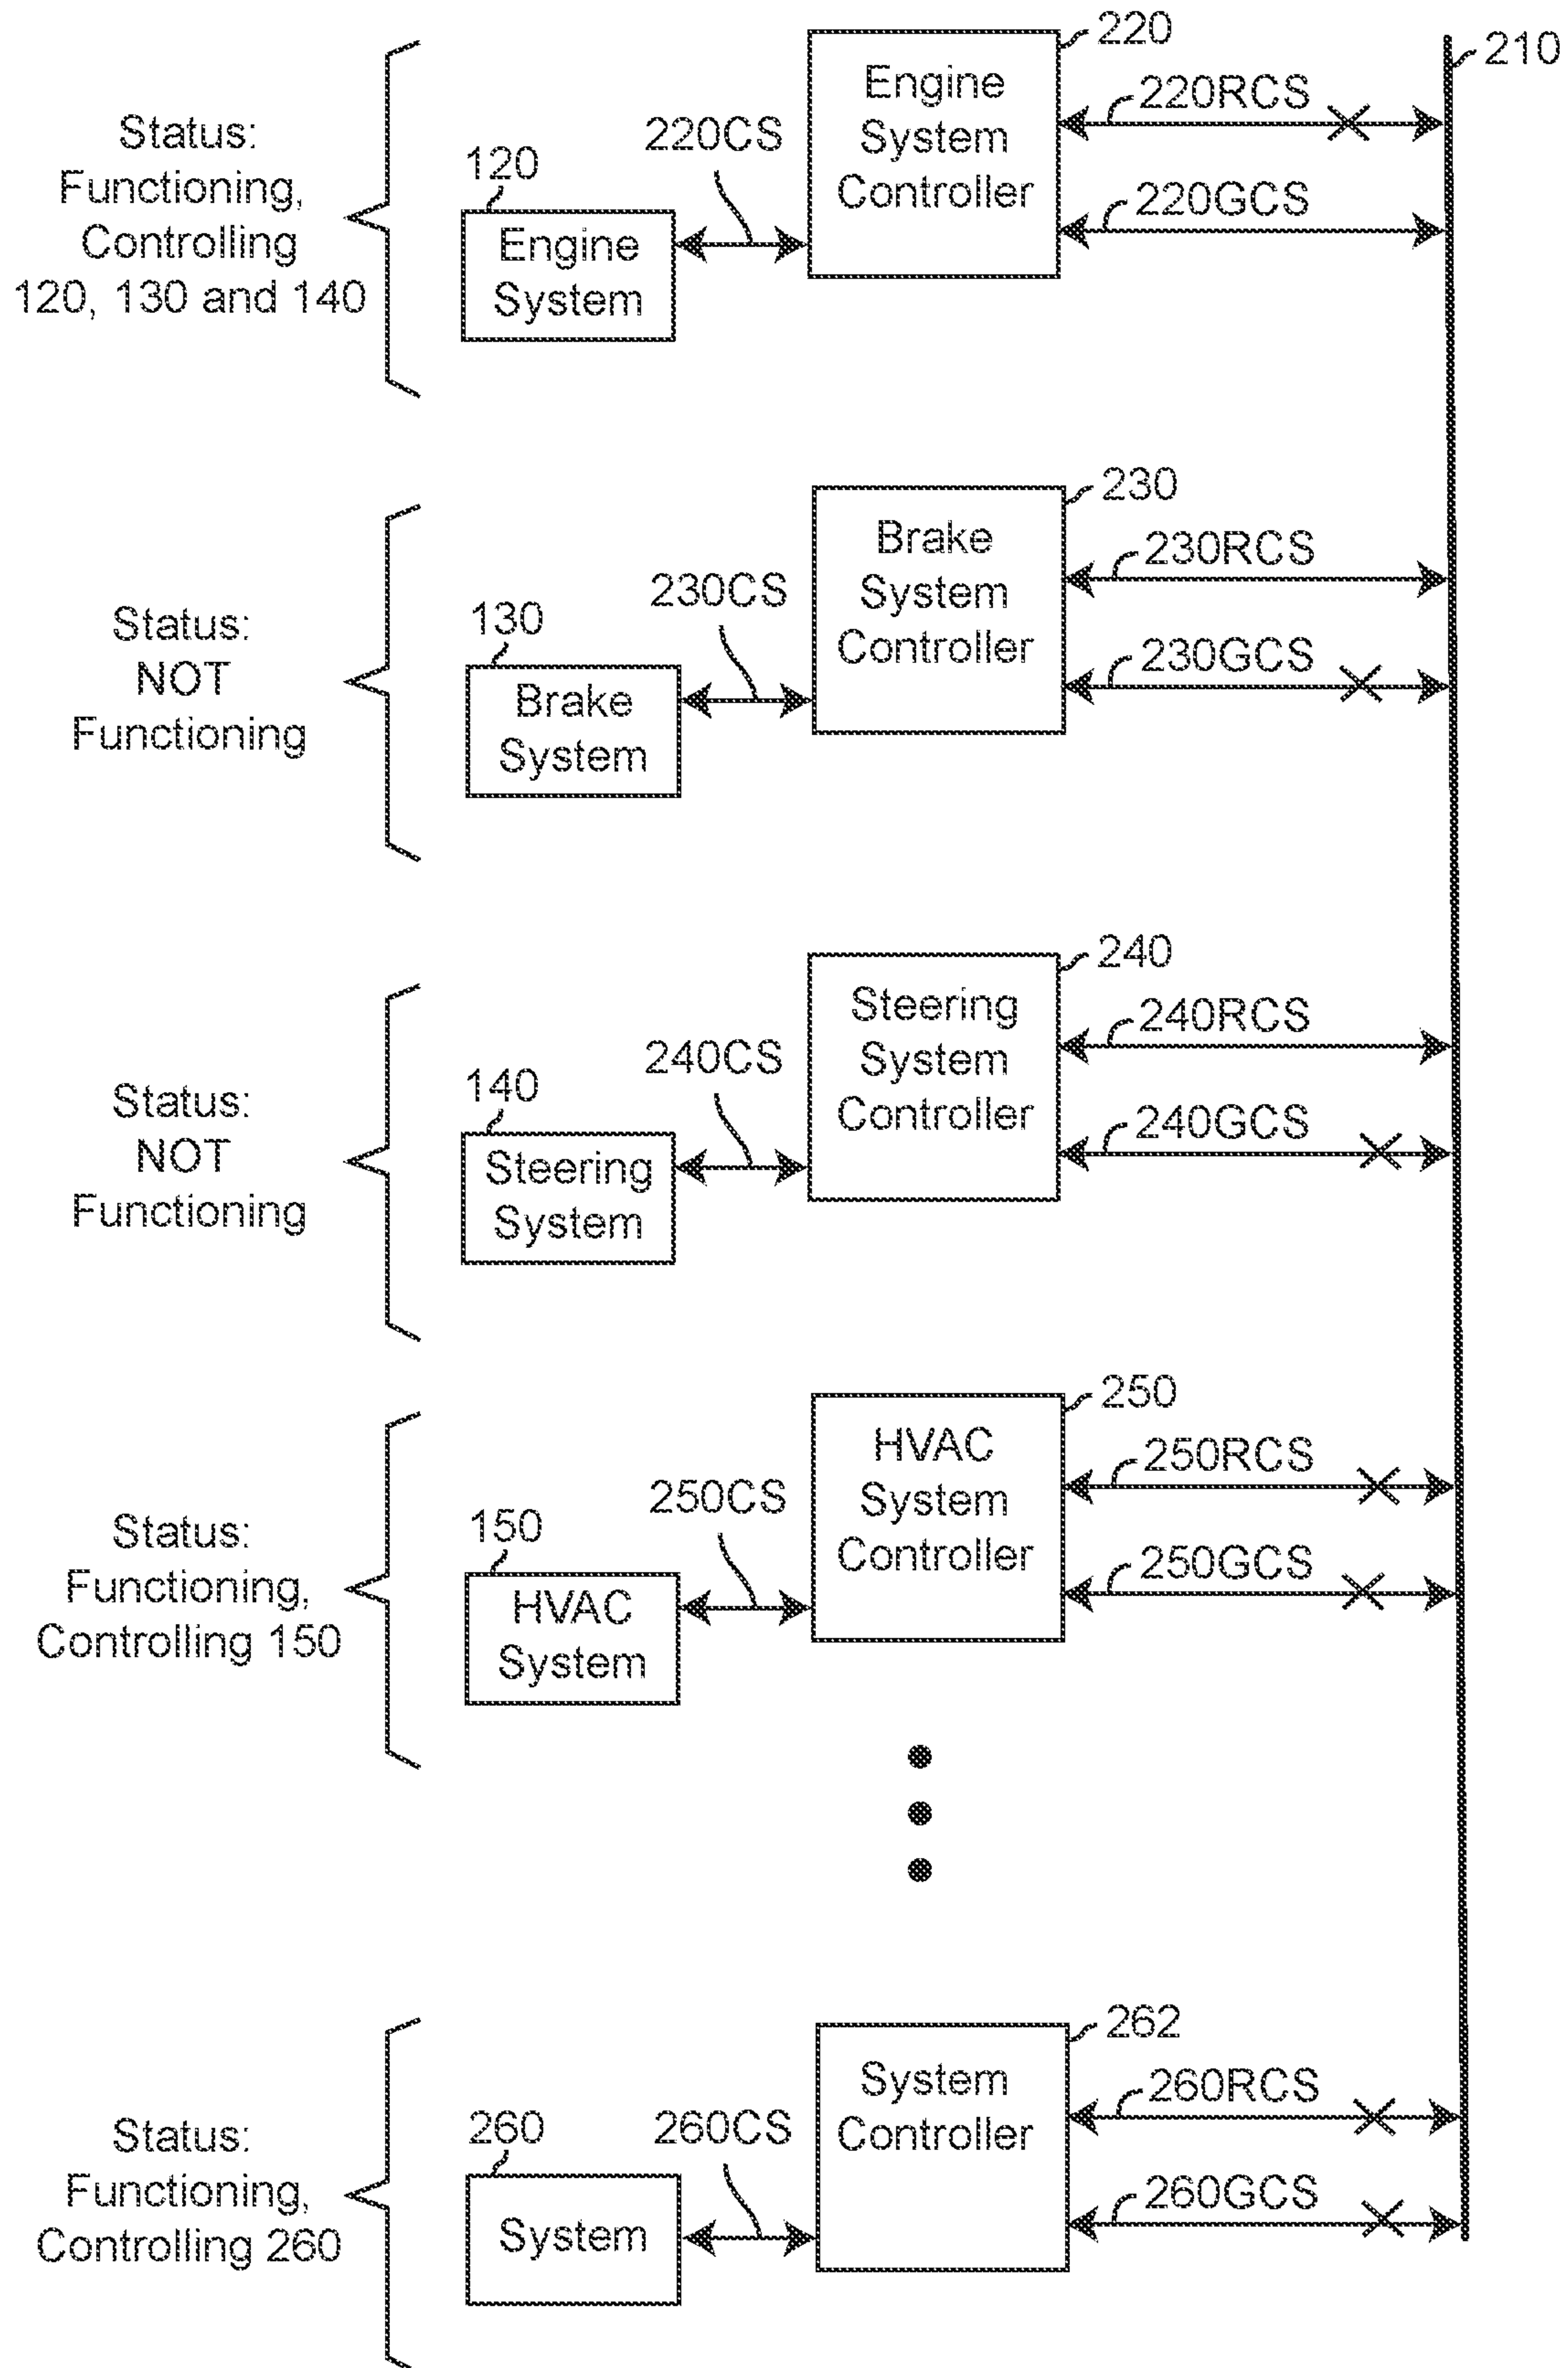 220
210
Engine
System
Controller
220RCS
220GCS
220CS
120
Engine
System
Status:
Functioning,
Controlling
120, 130 and 140
230
Brake
System
Controller
230RCS
230GCS
230CS
130
Brake
System
Status:
NOT
Functioning
240
Steering
System
Controller
240RCS
240GCS
240CS
140
Steering
System
Status:
NOT
Functioning
250
HVAC
System
Controller
250RCS
250GCS
250CS
150
HVAC
System
Status:
Functioning,
Controlling 150
262
System
Controller
260RCS
260GCS
260CS
260
System
Status:
Functioning,
Controlling 260